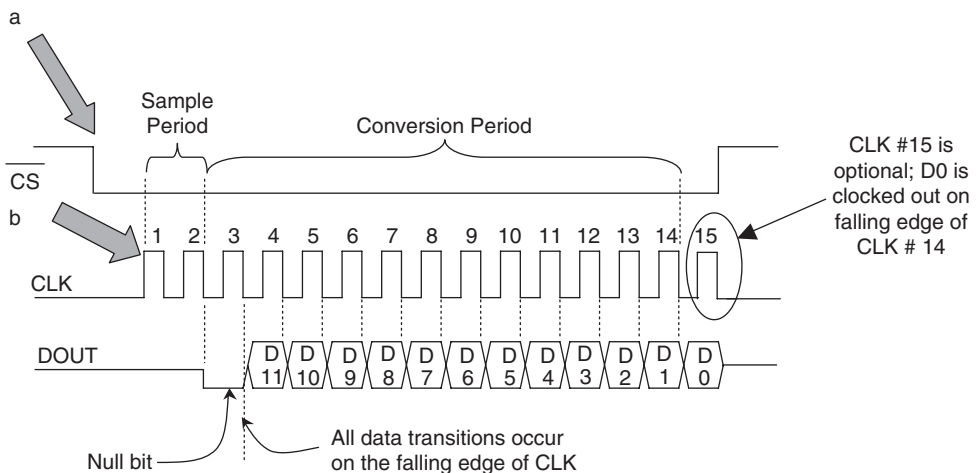 a
Sample
Period
Conversion Period
CLK #15 is
optional; D0 is
clocked out on
falling edge of
CLK # 14
CS
b
1 2 3 4 5 6 7 8 9 10 11 12 13 14 15
CLK
DOUT
D D D D D D D D D D D D
11 10 9 8 7 6 5 4 3 2 1 0
Null bit
All data transitions occur
on the falling edge of CLK